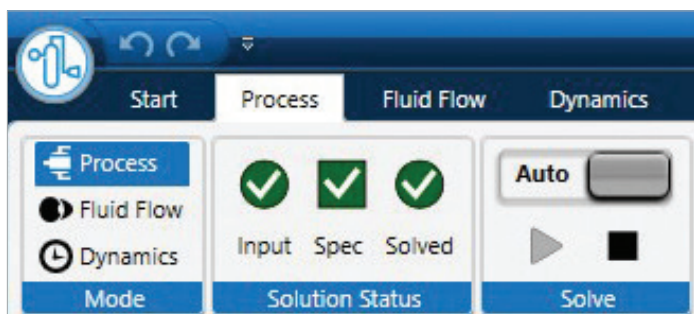 Start Process Fluid Flow Dynamics
Process
Fluid Flow
Dynamics
Mode
Input Spec Solved
Solution Status
Auto
Solve